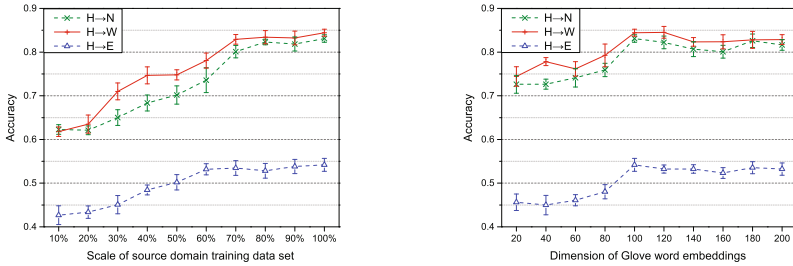 0.9
0.8
0.7
0.6
0.5
0.4
Accuracy
H→N
H→W
H→E
10% 20% 30% 40% 50% 60% 70% 80% 90% 100%
Scale of source domain training data set
0.9
0.8
0.7
0.6
0.5
0.4
Accuracy
H→N
H→W
H→E
20 40 60 80 100 120 140 160 180 200
Dimension of Glove word embeddings